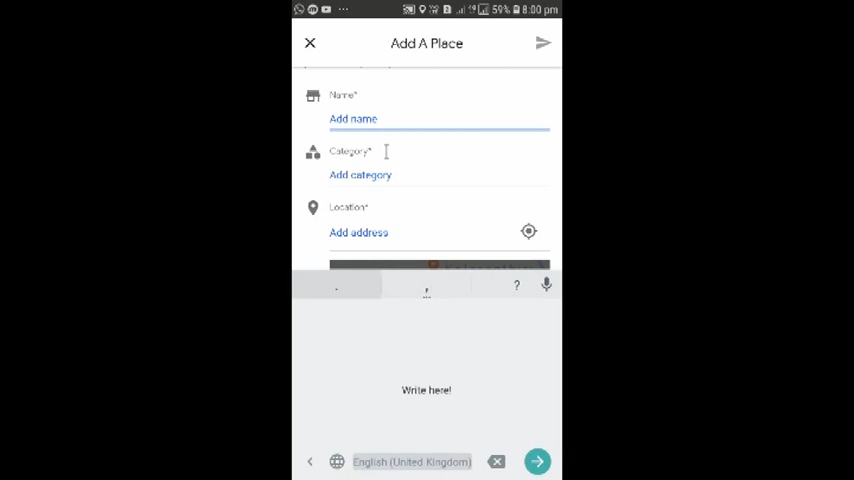 59% 8:00 pm
Add A Place
Name*
Add name
Category*
Add category
Location*
Add address
. , ?
Write here!
English (United Kingdom)